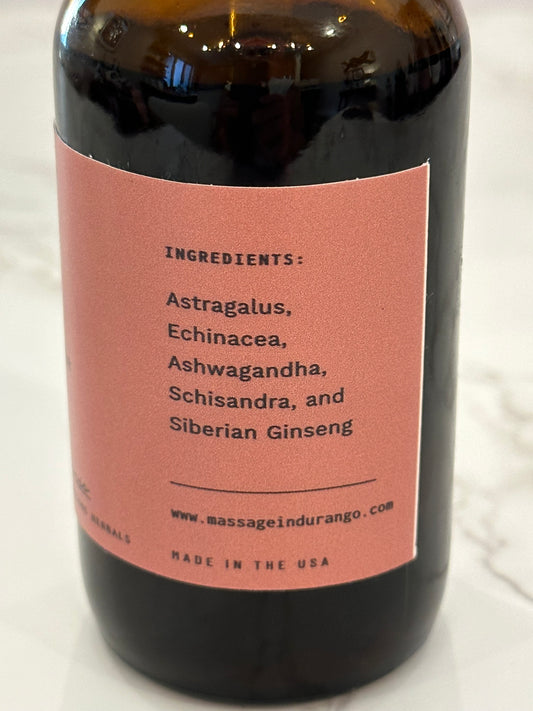 INGREDIENTS:
Astragalus,
Echinacea,
Ashwagandha,
Schisandra, and
Siberian Ginseng
www.massageindurango.com
MADE IN THE USA